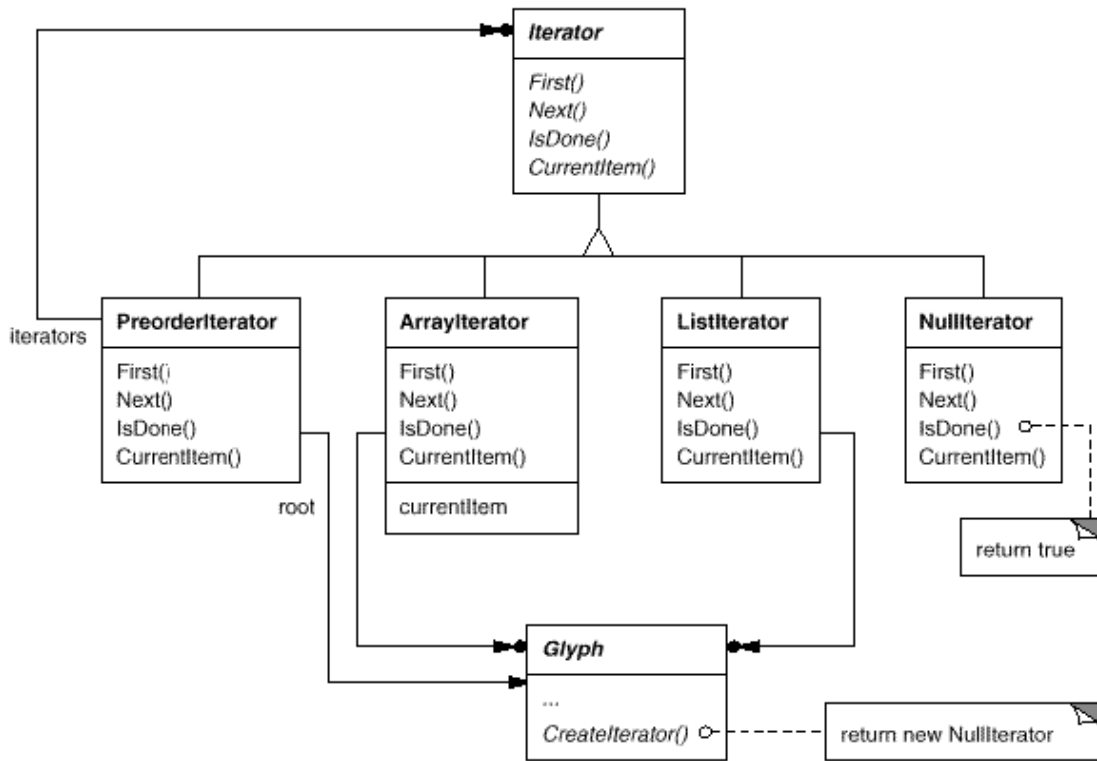 Iterator
First()
Next()
IsDone()
CurrentItem()
iterators
PreorderIterator
First()
Next()
IsDone()
CurrentItem()
ArrayIterator
First()
Next()
IsDone()
CurrentItem()
currentItem
ListIterator
First()
Next()
IsDone()
CurrentItem()
NullIterator
First()
Next()
IsDone()
CurrentItem()
root
return true
Glyph
...
CreateIterator()
return new NullIterator